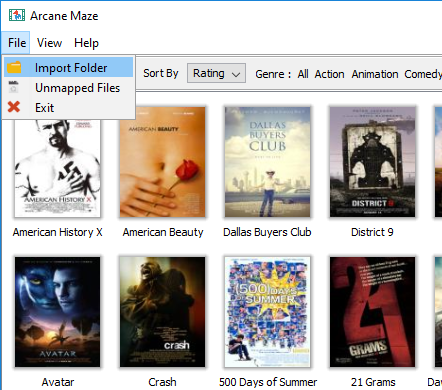 Arcane Maze
File View Help
Import Folder
Unmapped Files
Exit
Sort By Rating Genre : All Action Animation Comedy
AMERICAN HISTORY X
AMERICAN BEAUTY
DALLAS
BUYERS
CLUB
DISTRICT 9
American History X American Beauty Dallas Buyers Club District 9
AVATAR
crash
(500) DAYS
OF SUMMER
21
GRAMS
Avatar Crash 500 Days of Summer 21 Grams